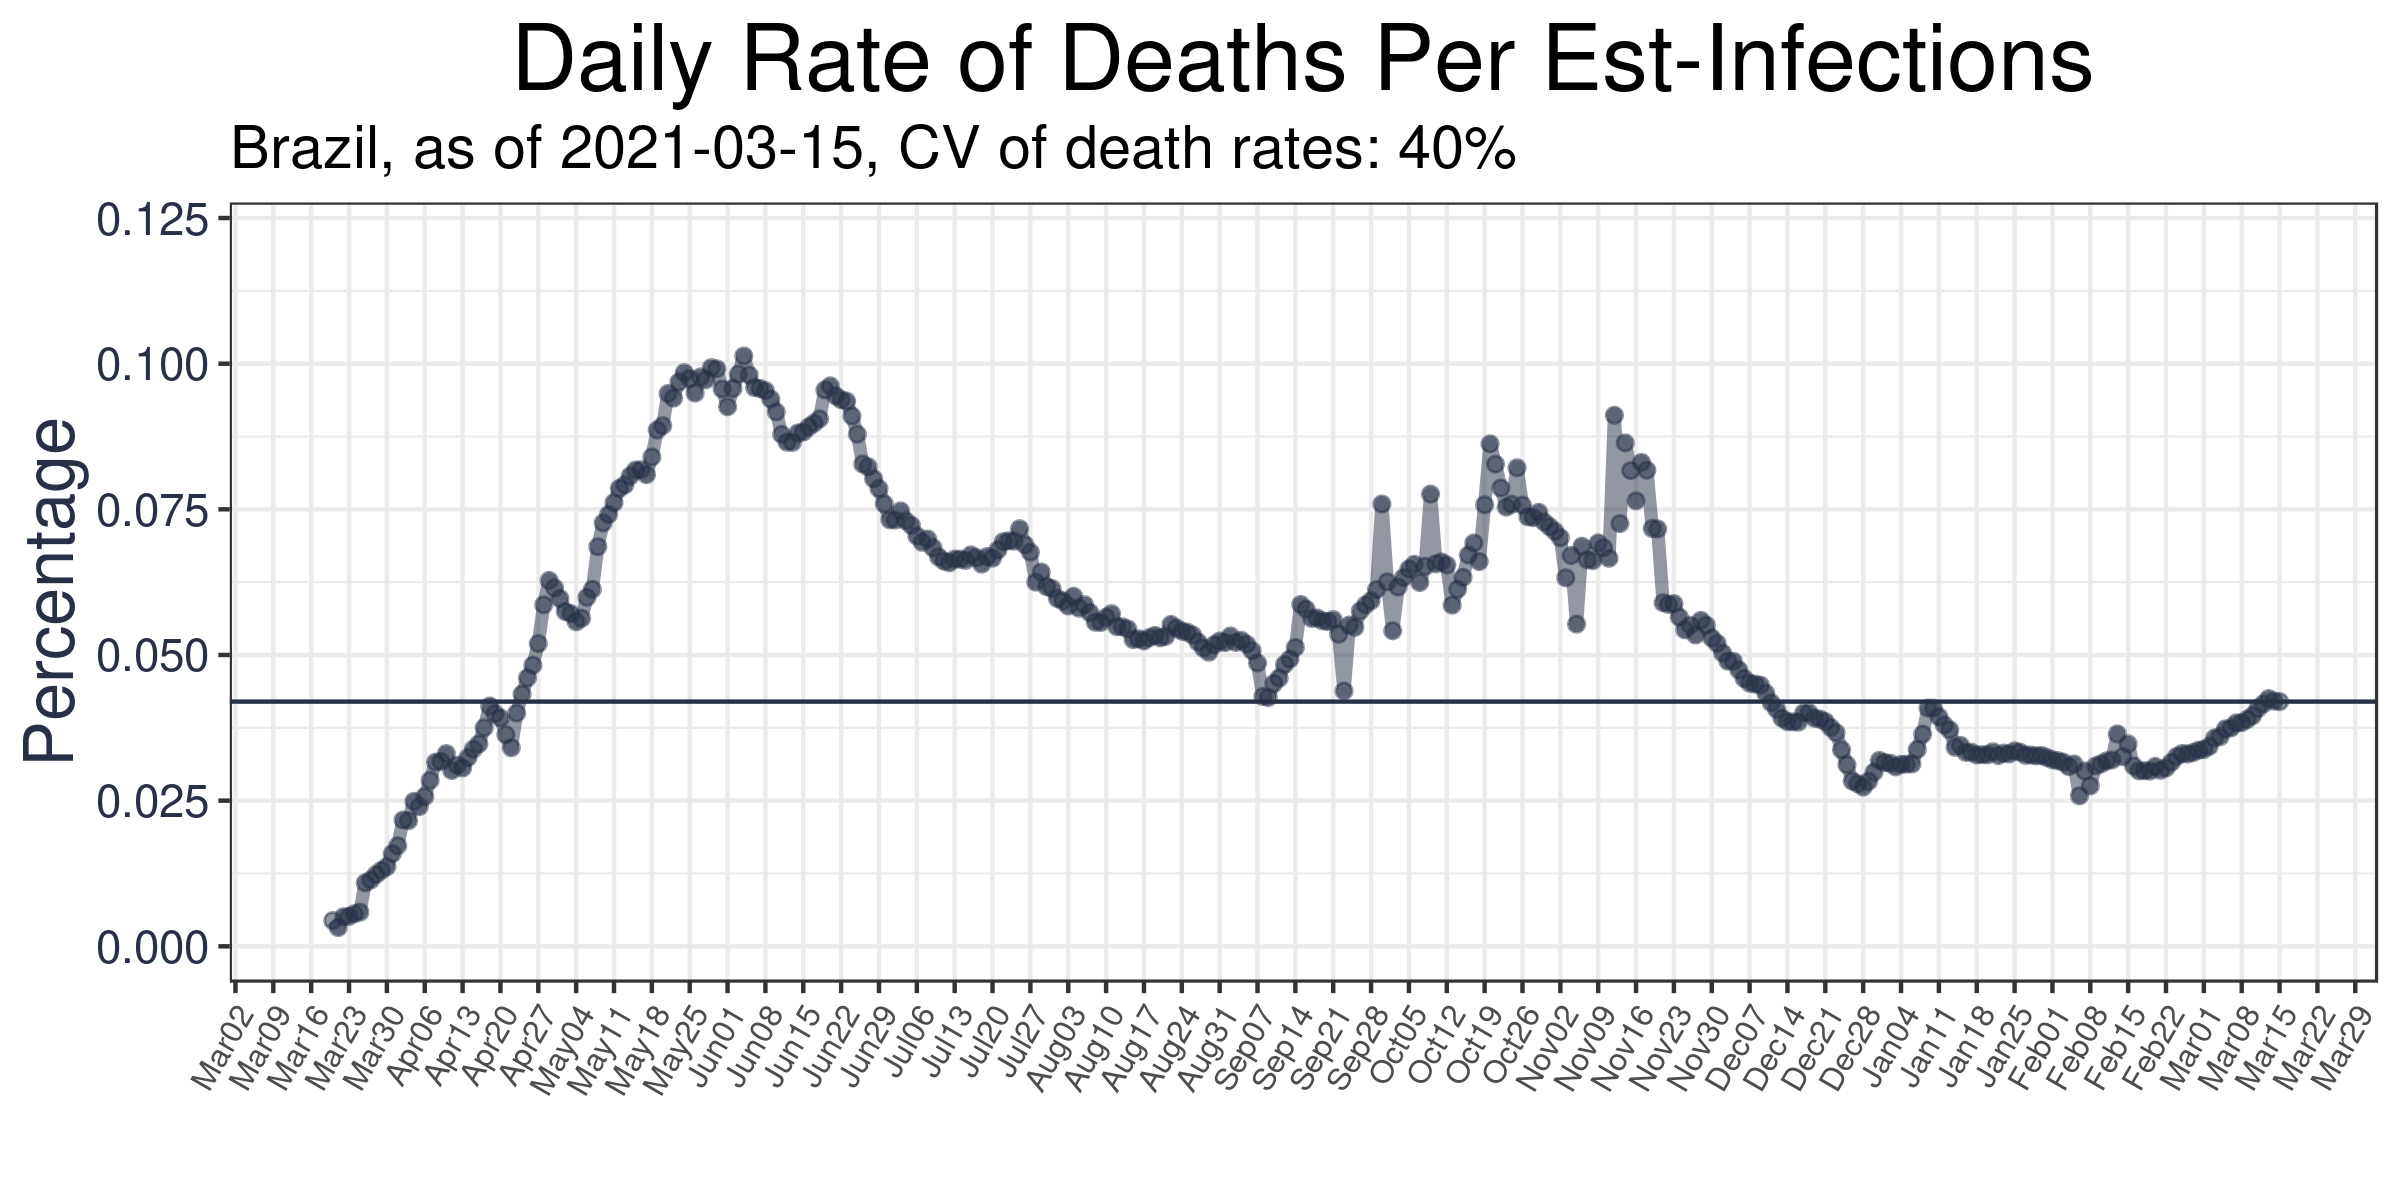 Daily Rate of Deaths Per Est-Infections
Brazil, as of 2021-03-15, CV of death rates: 40%
Percentage
0.125
0.100
0.075
0.050
0.025
0.000
Mar02
Mar09
Mar16
Mar23
Mar30
Apr06
Apr13
Apr20
Apr27
May04
May11
May18
May25
Jun01
Jun08
Jun15
Jun22
Jun29
Jul06
Jul13
Jul20
Jul27
Aug03
Aug10
Aug17
Aug24
Aug31
Sep07
Sep14
Sep21
Sep28
Oct05
Oct12
Oct19
Oct26
Nov02
Nov09
Nov16
Nov23
Nov30
Dec07
Dec14
Dec21
Dec28
Jan04
Jan11
Jan18
Jan25
Feb01
Feb08
Feb15
Feb22
Mar01
Mar08
Mar15
Mar22
Mar29